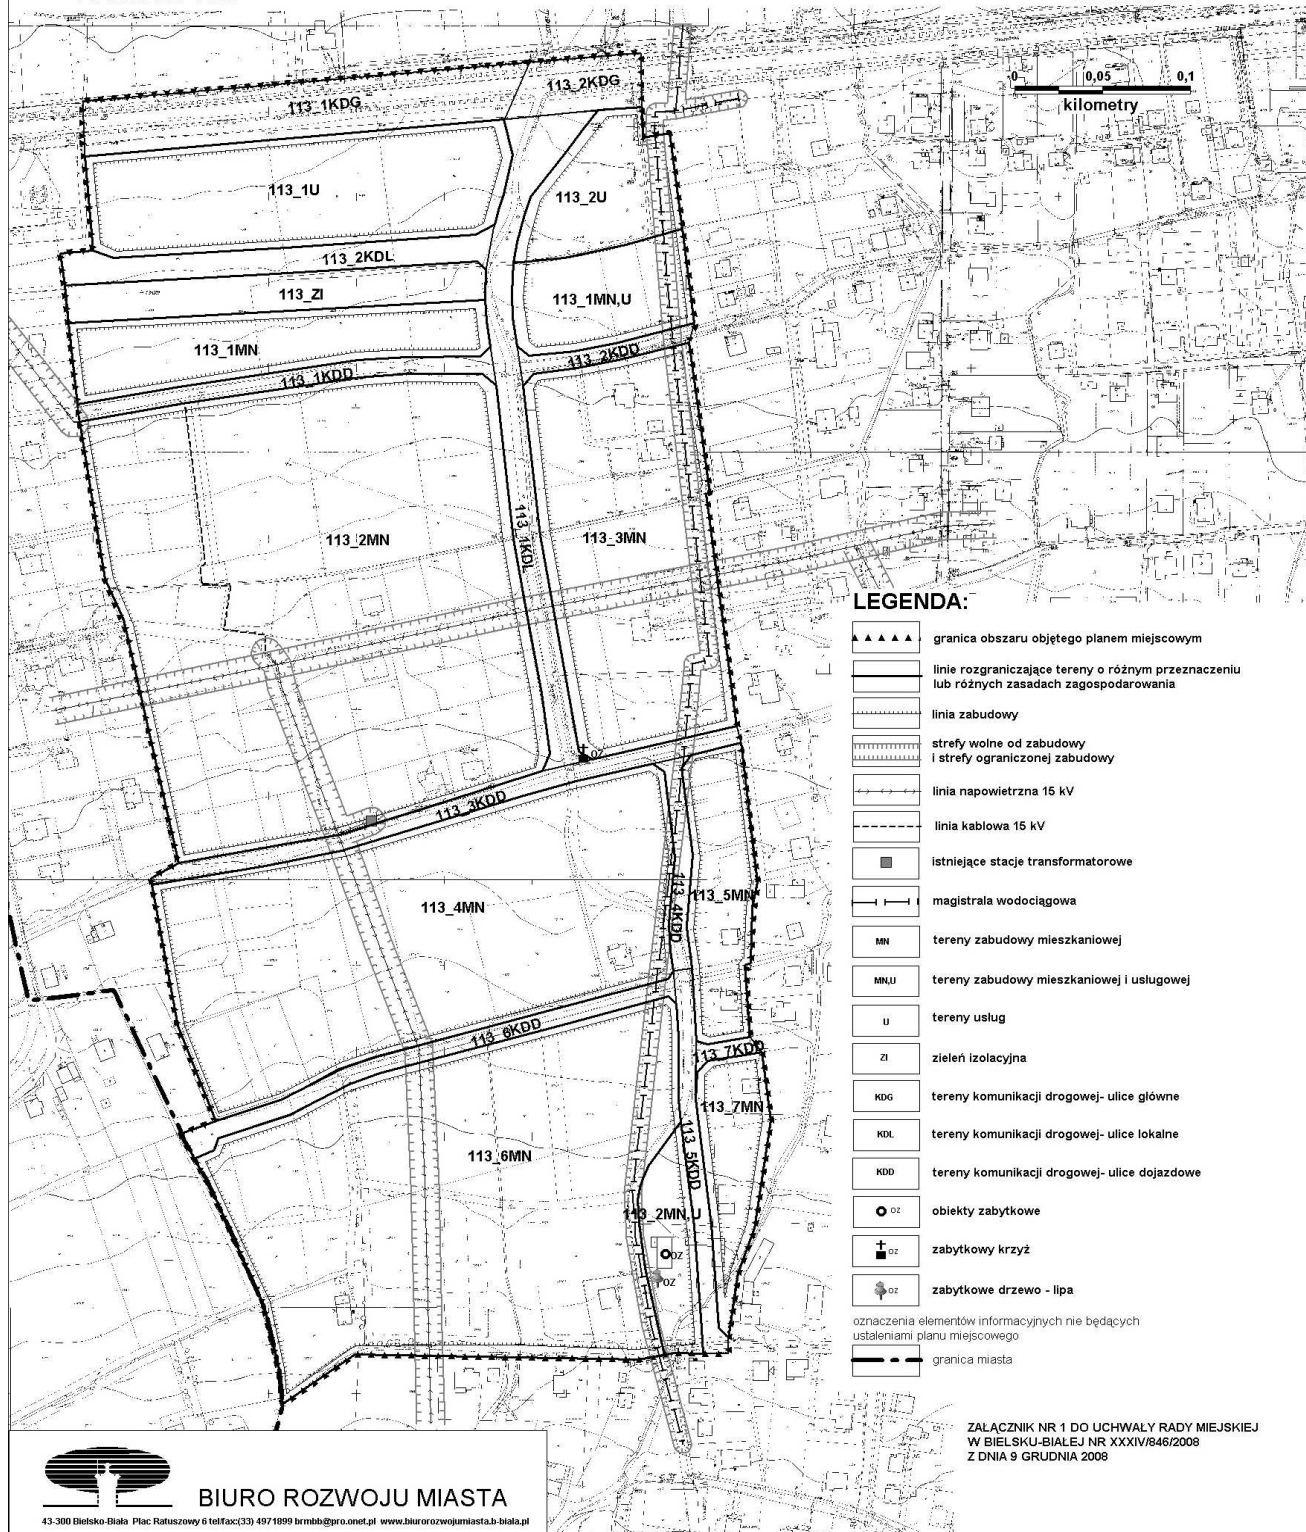 113_1KDG
113_2KDG
0 0,05 0,1
kilometry
113_1U
113_2U
113_2KDL
113_ZI
113_1MN,U
113_1MN
113_1KDD
113_2KDD
113_1KDL
113_2MN
113_3MN
OZ
113_3KDD
113_4MN
113_4KDD
113_5MN
113_6KDD
113_7KDD
113_7MN
113_6MN
113_5KDD
113_2MN,U
OZ
OZ
LEGENDA:
granica obszaru objętego planem miejscowym
linie rozgraniczające tereny o różnym przeznaczeniu
lub różnych zasadach zagospodarowania
linia zabudowy
strefy wolne od zabudowy
i strefy ograniczonej zabudowy
linia napowietrzna 15 kV
linia kablowa 15 kV
istniejące stacje transformatorowe
magistrala wodociągowa
MN tereny zabudowy mieszkaniowej
MN,U tereny zabudowy mieszkaniowej i usługowej
U tereny usług
ZI zieleń izolacyjna
KDG tereny komunikacji drogowej- ulice główne
KDL tereny komunikacji drogowej- ulice lokalne
KDD tereny komunikacji drogowej- ulice dojazdowe
OZ obiekty zabytkowe
OZ zabytkowy krzyż
OZ zabytkowe drzewo - lipa
oznaczenia elementów informacyjnych nie będących
ustaleniami planu miejscowego
granica miasta
ZAŁĄCZNIK NR 1 DO UCHWAŁY RADY MIEJSKIEJ
W BIELSKU-BIAŁEJ NR XXXIV/846/2008
Z DNIA 9 GRUDNIA 2008
BIURO ROZWOJU MIASTA
43-300 Bielsko-Biała Plac Ratuszowy 6 tel/fax:(33) 4971899 brmbb@pro.onet.pl www.biurorozwojumiasta.b-biala.pl